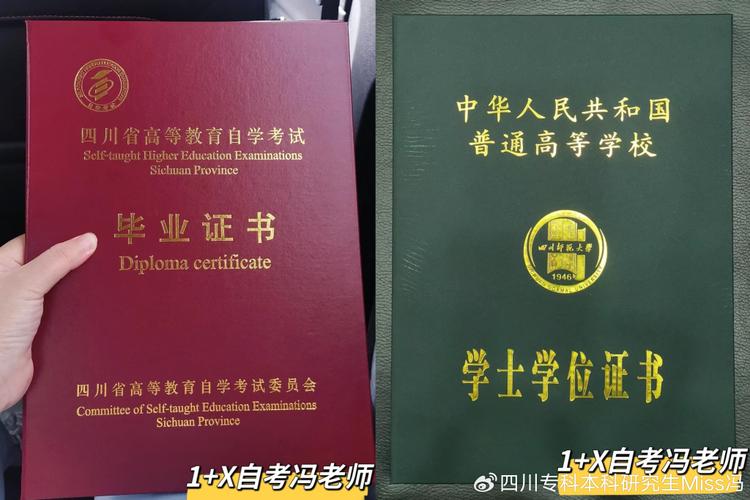 四川省高等教育自学考试
Self-taught Higher Education Examinations
Sichuan Province
毕业证书
Diploma certificate
四川省高等教育自学考试委员会
Committee of Self-taught Education Examinations
Sichuan Province
1+X自考冯老师
中华人民共和国
普通高等学校
四川师范大学
1946
学士学位证书
1+X自考冯老师
四川专科本科研究生Miss冯